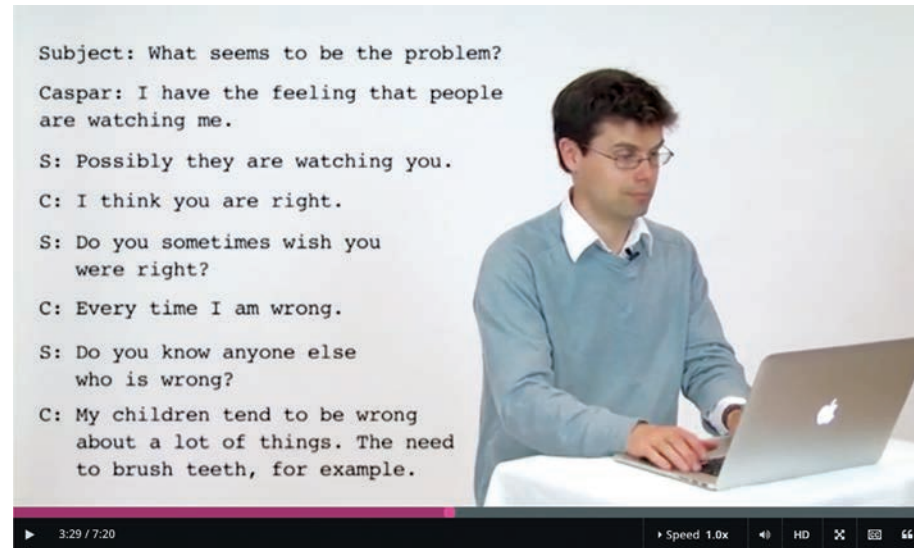 Subject: What seems to be the problem?
Caspar: I have the feeling that people
are watching me.
S: Possibly they are watching you.
C: I think you are right.
S: Do you sometimes wish you
were right?
C: Every time I am wrong.
S: Do you know anyone else
who is wrong?
C: My children tend to be wrong
about a lot of things. The need
to brush teeth, for example.
3:29 / 7:20
Speed 1.0x
HD
CC